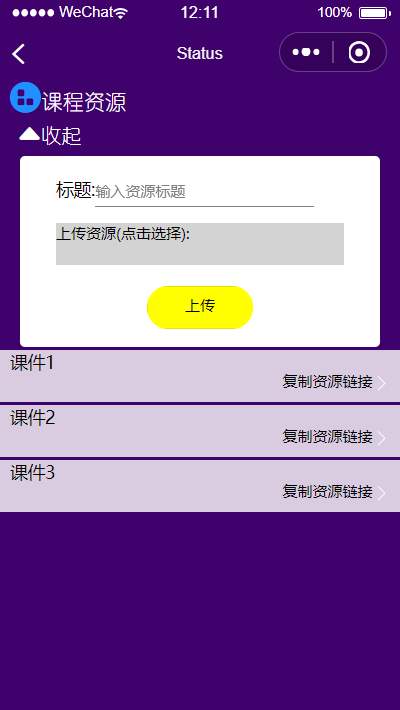 WeChat 12:11 100%
Status
课程资源
收起
标题:输入资源标题
上传资源(点击选择):
上传
课件1
复制资源链接
课件2
复制资源链接
课件3
复制资源链接